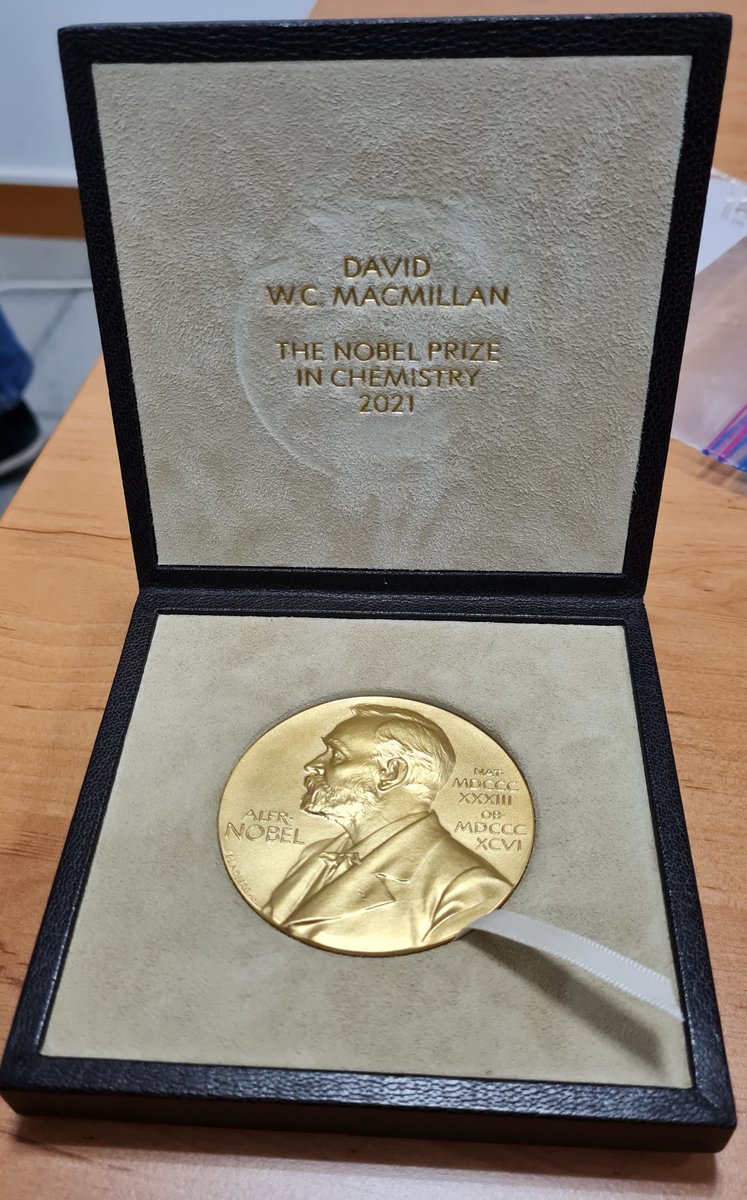 DAVID
W.C. MACMILLAN
THE NOBEL PRIZE
IN CHEMISTRY
2021
ALFR·
NOBEL
NAT·
MDCCC
XXXIII
OB·
MDCCC
XCVI